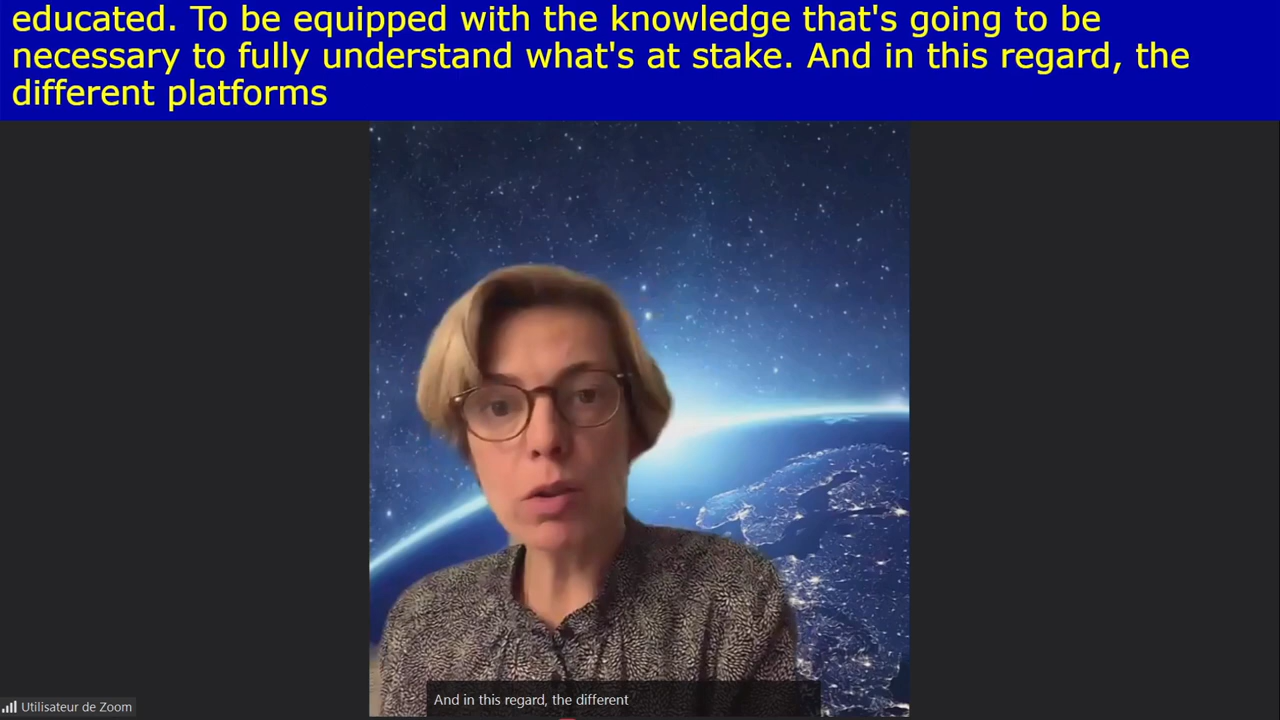 educated. To be equipped with the knowledge that's going to be
necessary to fully understand what's at stake. And in this regard, the
different platforms
And in this regard, the different
Utilisateur de Zoom